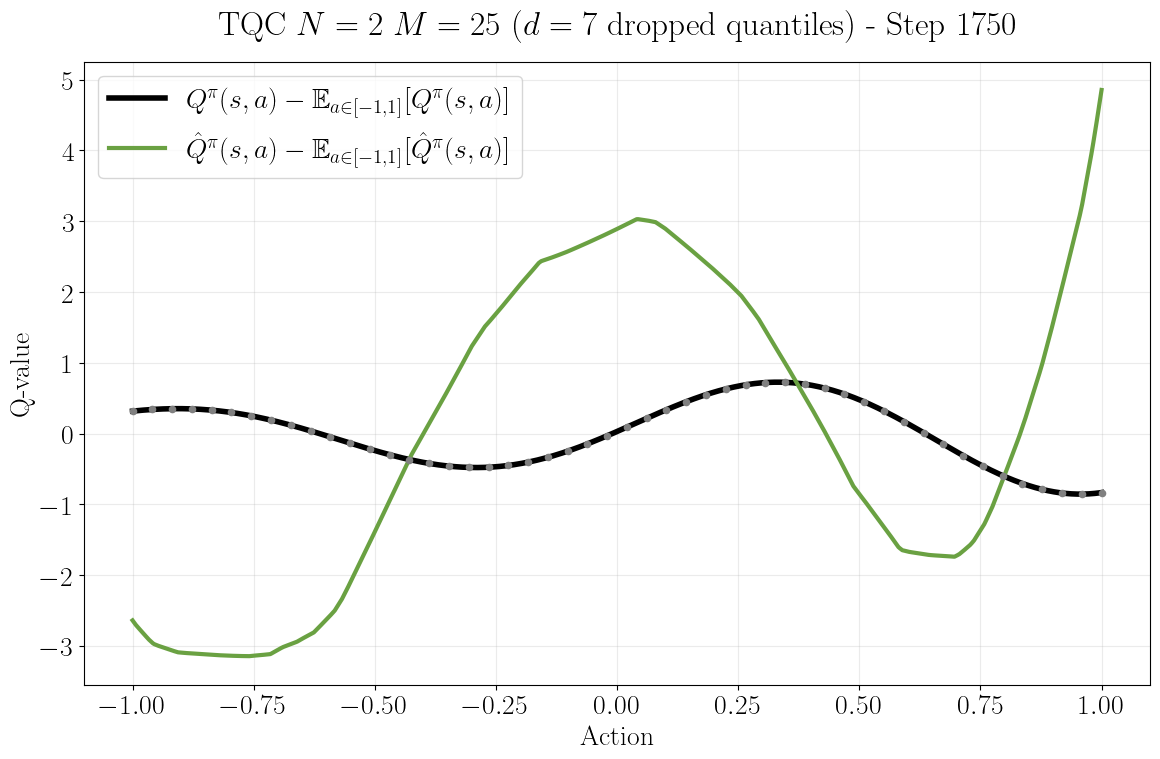 TQC N = 2 M = 25 (d = 7 dropped quantiles) - Step 1750
Q^π(s, a) − 𝔼_{a∈[−1,1]}[Q^π(s, a)]
Q̂^π(s, a) − 𝔼_{a∈[−1,1]}[Q̂^π(s, a)]
5
4
3
2
1
0
−1
−2
−3
Q-value
−1.00 −0.75 −0.50 −0.25 0.00 0.25 0.50 0.75 1.00
Action